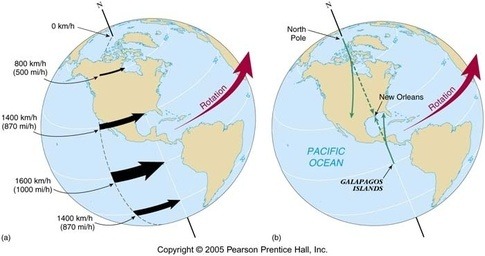 N
0 km/h
800 km/h
(500 mi/h)
1400 km/h
(870 mi/h)
1600 km/h
(1000 mi/h)
1400 km/h
(870 mi/h)
Rotation
(a)
N
North
Pole
New Orleans
Rotation
PACIFIC
OCEAN
GALAPAGOS
ISLANDS
(b)
Copyright © 2005 Pearson Prentice Hall, Inc.